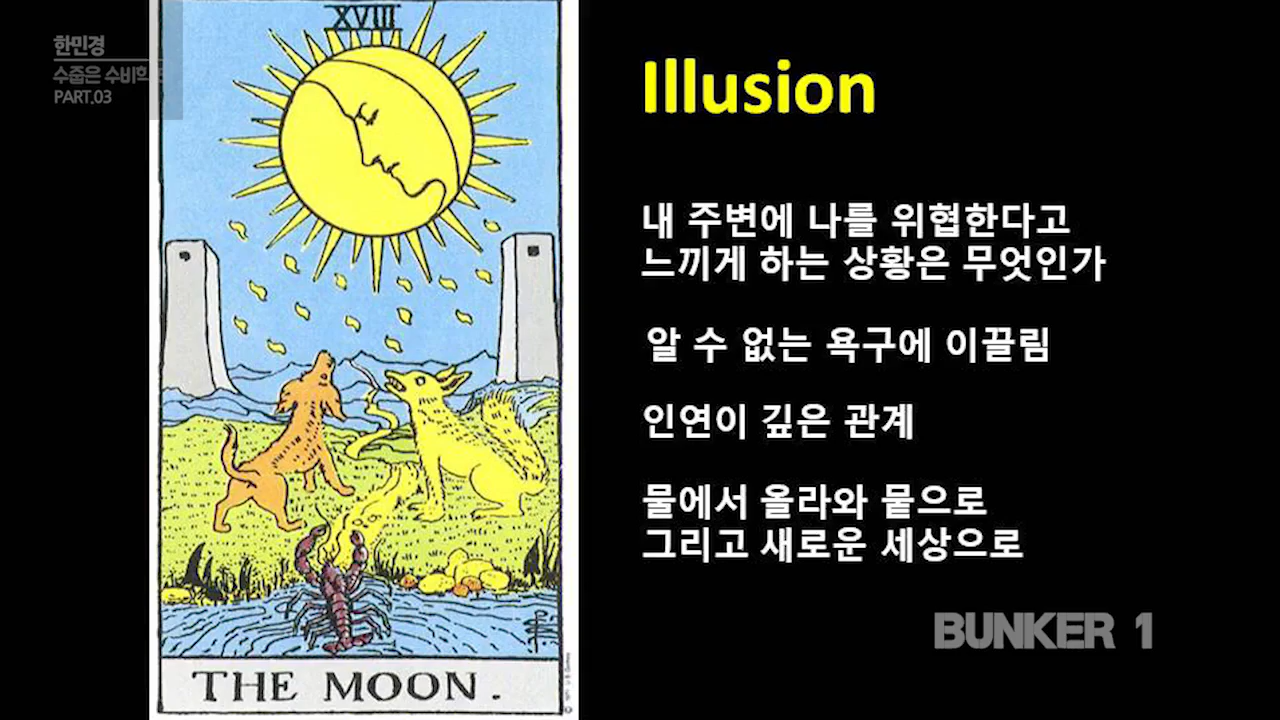 한민경
수줍은 수비학
PART.03
XVIII
THE MOON.
Illusion
내 주변에 나를 위협한다고
느끼게 하는 상황은 무엇인가
알 수 없는 욕구에 이끌림
인연이 깊은 관계
물에서 올라와 뭍으로
그리고 새로운 세상으로
BUNKER 1